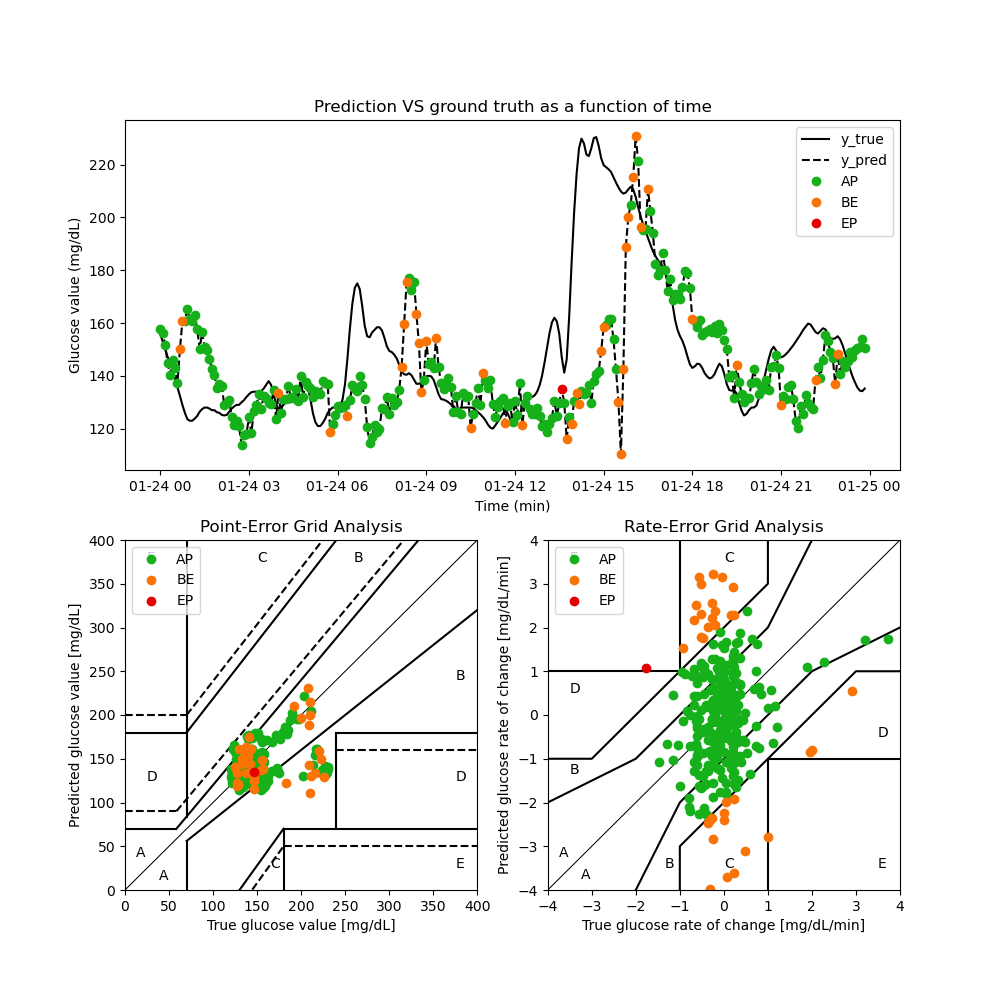 Prediction VS ground truth as a function of time
Glucose value (mg/dL)
220
200
180
160
140
120
y_true
y_pred
AP
BE
EP
01-24 00 01-24 03 01-24 06 01-24 09 01-24 12 01-24 15 01-24 18 01-24 21 01-25 00
Time (min)
Point-Error Grid Analysis
Predicted glucose value [mg/dL]
400
350
300
250
200
150
100
50
0
AP
BE
EP
C B
B
D D
A
A
C E
0 50 100 150 200 250 300 350 400
True glucose value [mg/dL]
Rate-Error Grid Analysis
Predicted glucose rate of change [mg/dL/min]
4
3
2
1
0
−1
−2
−3
−4
AP
BE
EP
C
D
D
B
A
A
B C E
−4 −3 −2 −1 0 1 2 3 4
True glucose rate of change [mg/dL/min]